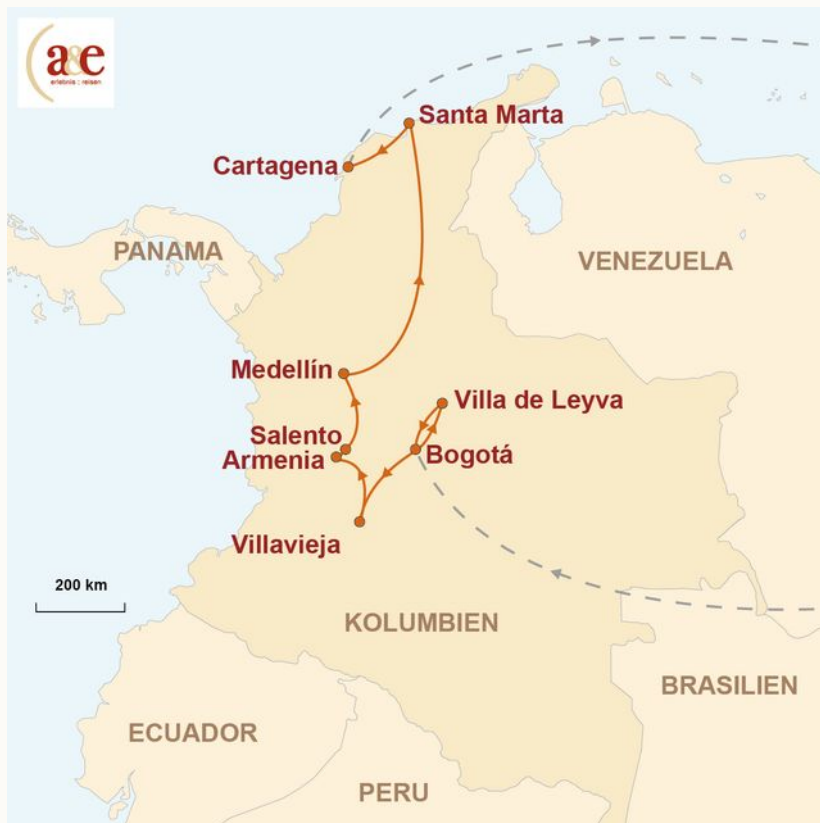 a&e
erlebnis : reisen
Santa Marta
Cartagena
PANAMA
VENEZUELA
Medellín
Villa de Leyva
Salento
Armenia
Bogotá
Villavieja
200 km
KOLUMBIEN
BRASILIEN
ECUADOR
PERU